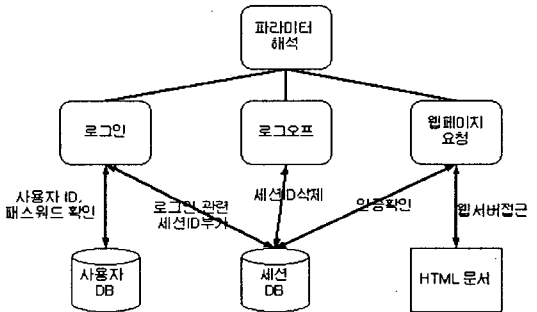 파라미터
해석
로그인
로그오프
웹페이지
요청
사용자 ID,
패스워드 확인
로그인 관련
세션ID부가
세션ID삭제
인증확인
웹서버접근
사용자
DB
세션
DB
HTML 문서